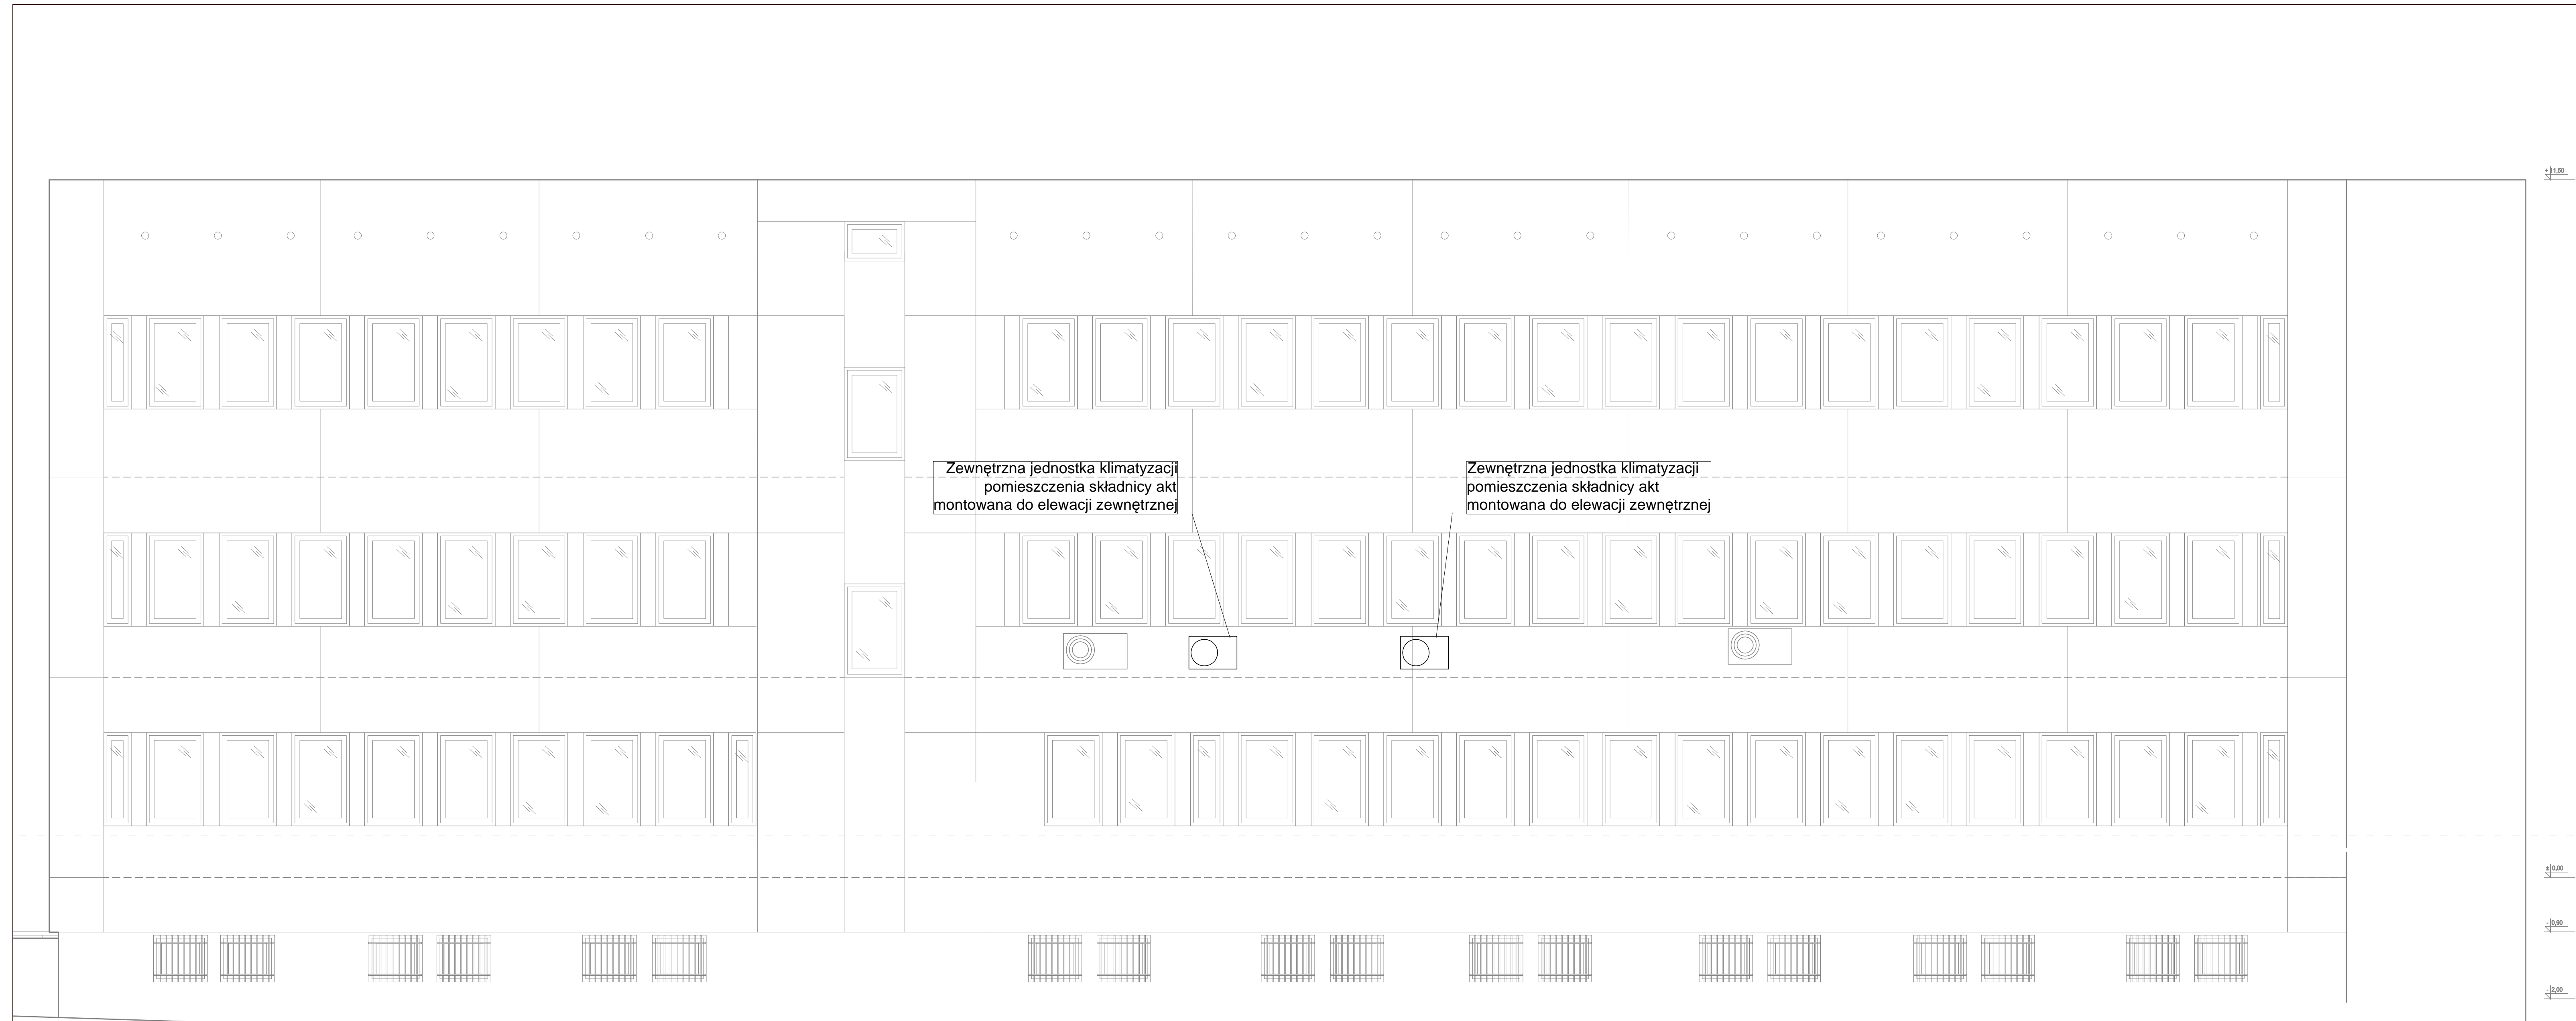 + 11,50
Zewnętrzna jednostka klimatyzacji
pomieszczenia składnicy akt
montowana do elewacji zewnętrznej
Zewnętrzna jednostka klimatyzacji
pomieszczenia składnicy akt
montowana do elewacji zewnętrznej
± 0,00
- 0,90
- 2,00